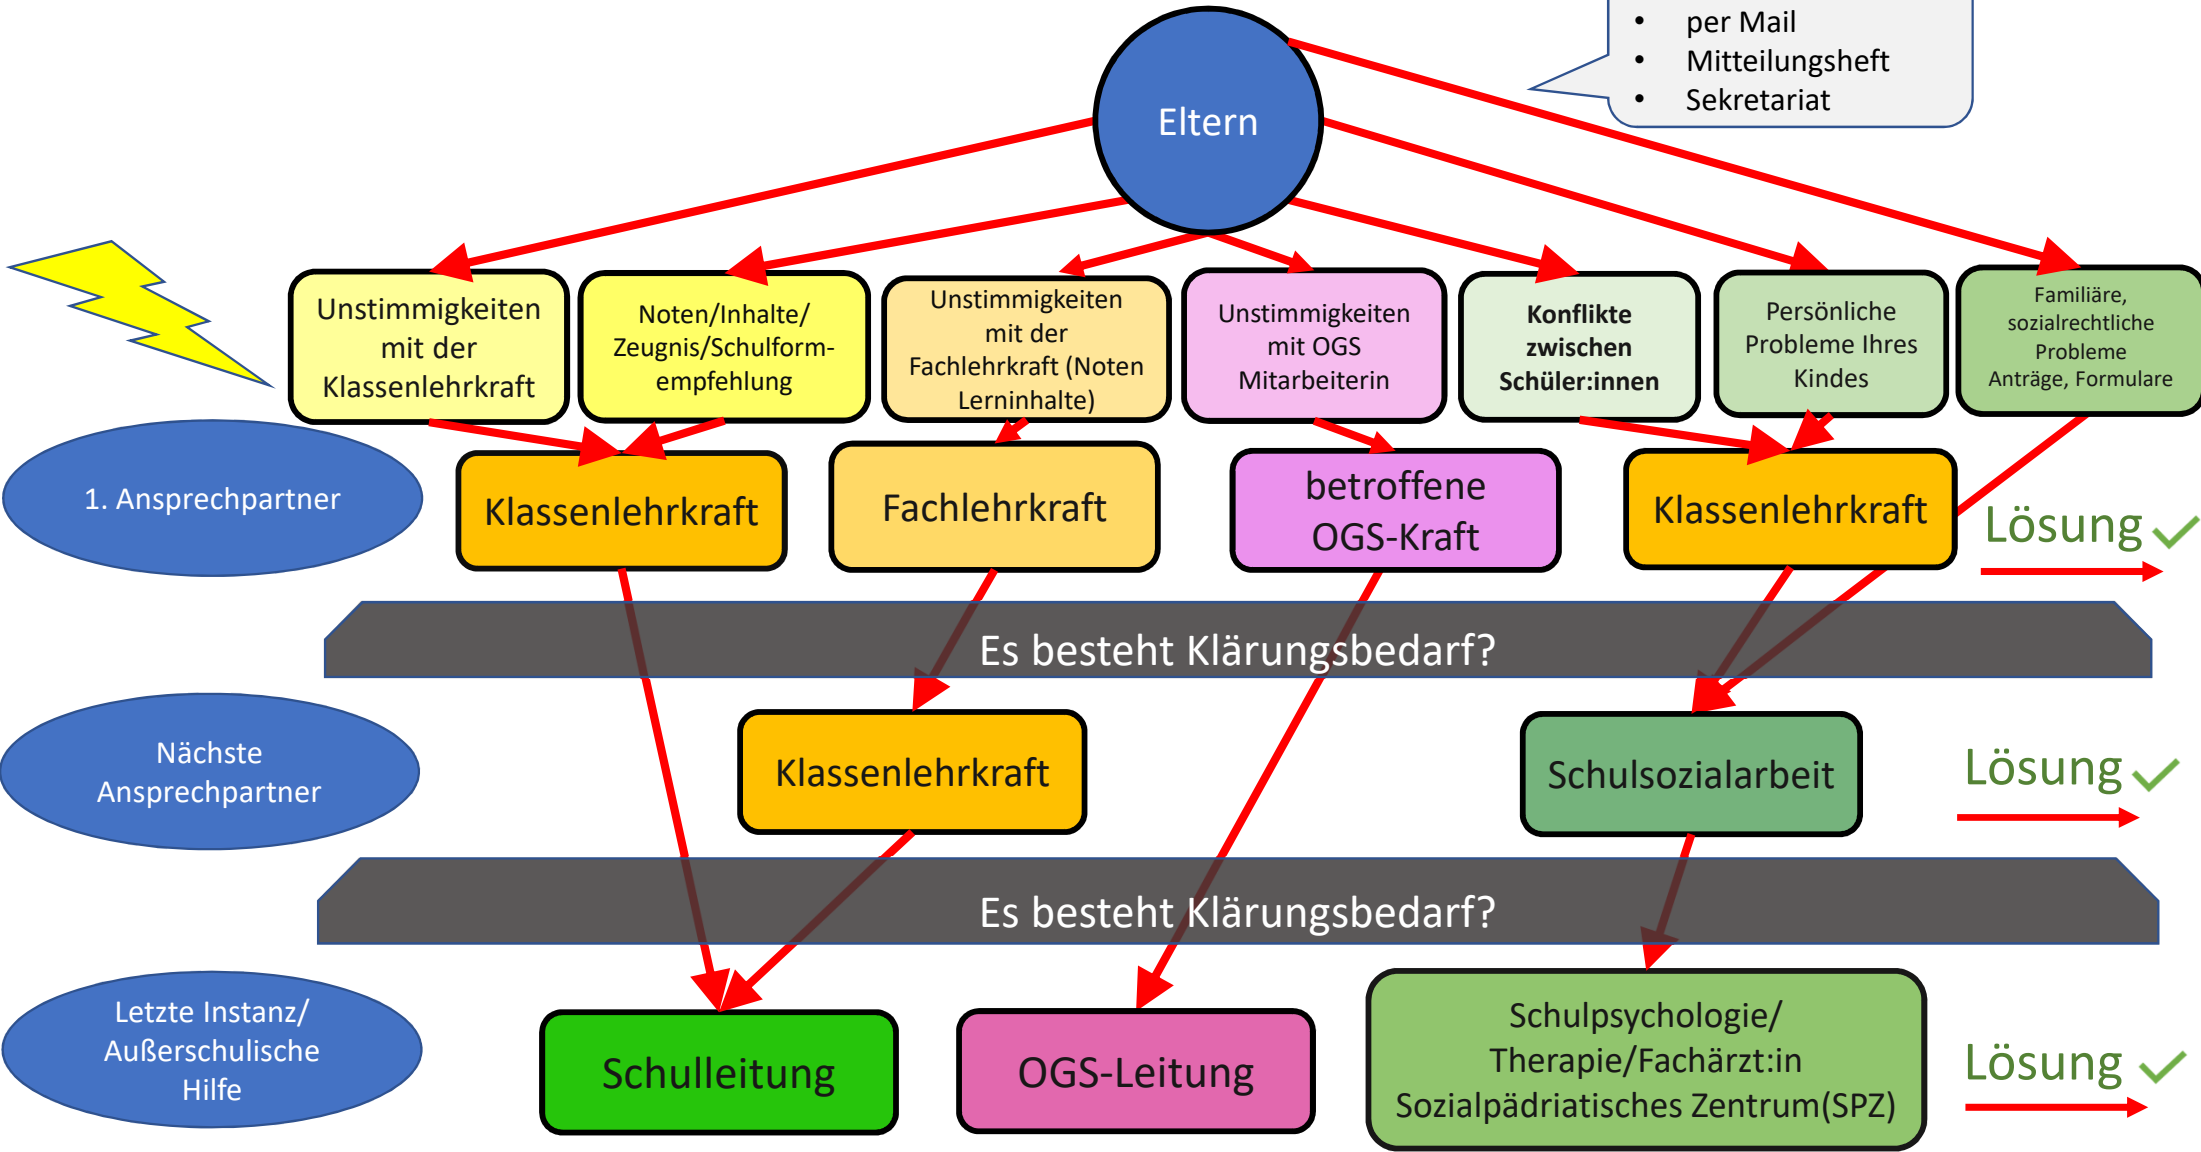 • per Mail
• Mitteilungsheft
• Sekretariat
Eltern
Unstimmigkeiten
mit der
Klassenlehrkraft
Noten/Inhalte/
Zeugnis/Schulform-
empfehlung
Unstimmigkeiten
mit der
Fachlehrkraft (Noten
Lerninhalte)
Unstimmigkeiten
mit OGS
Mitarbeiterin
Konflikte
zwischen
Schüler:innen
Persönliche
Probleme Ihres
Kindes
Familiäre,
sozialrechtliche
Probleme
Anträge, Formulare
1. Ansprechpartner
Klassenlehrkraft
Fachlehrkraft
betroffene
OGS-Kraft
Klassenlehrkraft
Lösung
Es besteht Klärungsbedarf?
Nächste
Ansprechpartner
Klassenlehrkraft
Schulsozialarbeit
Lösung
Es besteht Klärungsbedarf?
Letzte Instanz/
Außerschulische
Hilfe
Schulleitung
OGS-Leitung
Schulpsychologie/
Therapie/Fachärzt:in
Sozialpädriatisches Zentrum(SPZ)
Lösung